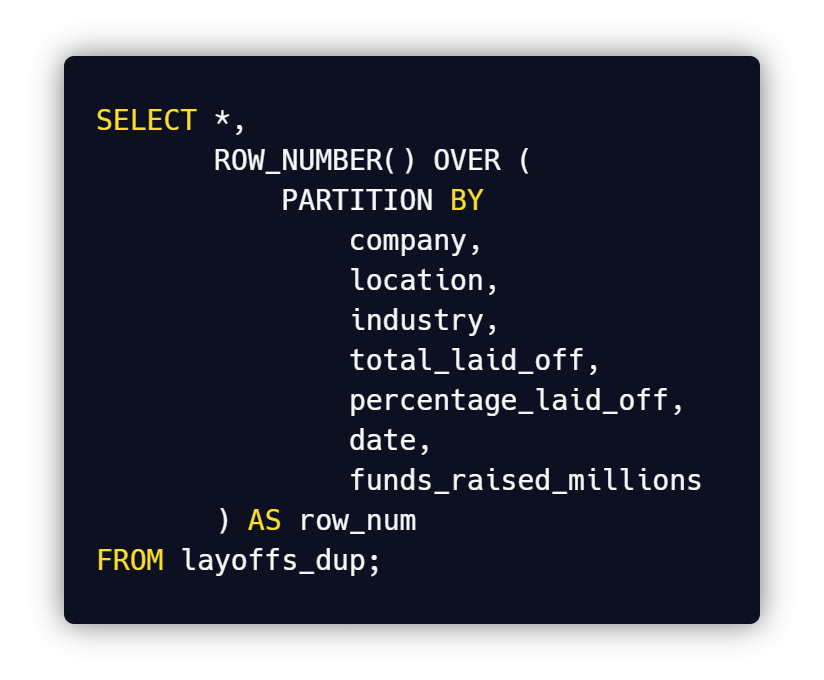 SELECT *,
ROW_NUMBER() OVER (
PARTITION BY
company,
location,
industry,
total_laid_off,
percentage_laid_off,
date,
funds_raised_millions
) AS row_num
FROM layoffs_dup;